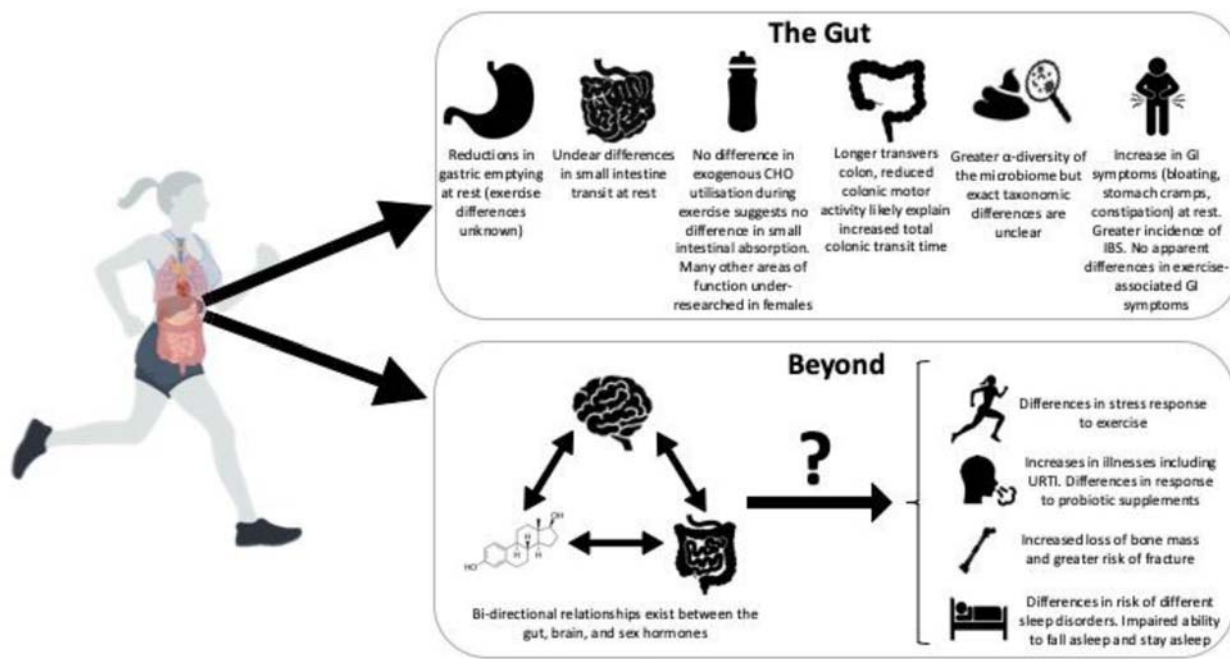 The Gut
Reductions in
gastric emptying
at rest (exercise
differences
unknown)
Unclear differences
in small intestine
transit at rest
No difference in
exogenous CHO
utilisation during
exercise suggests no
difference in small
intestinal absorption.
Many other areas of
function under-
researched in females
Longer transvers
colon, reduced
colonic motor
activity likely explain
increased total
colonic transit time
Greater α-diversity of
the microbiome but
exact taxonomic
differences are
unclear
Increase in GI
symptoms (bloating,
stomach cramps,
constipation) at rest.
Greater incidence of
IBS. No apparent
differences in exercise-
associated GI
symptoms
Beyond
?
OH
H
H
H
HO
Bi-directional relationships exist between the
gut, brain, and sex hormones
Differences in stress response
to exercise
Increases in illnesses including
URTI. Differences in response
to probiotic supplements
Increased loss of bone mass
and greater risk of fracture
Differences in risk of different
sleep disorders. Impaired ability
to fall asleep and stay asleep